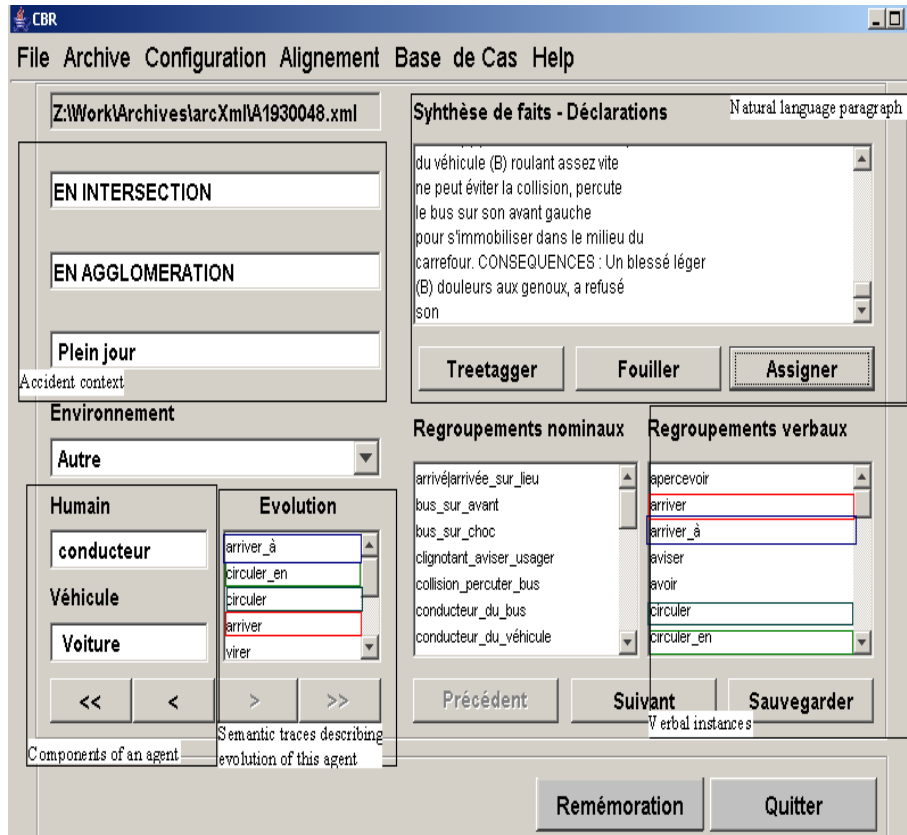 CBR
File Archive Configuration Alignement Base de Cas Help
Z:\Work\Archives\arcXml\A1930048.xml
EN INTERSECTION
EN AGGLOMERATION
Plein jour
Accident context
Environnement
Autre
Humain
conducteur
Véhicule
Voiture
<< < > >>
Components of an agent
Evolution
arriver_à
circuler_en
circuler
arriver
virer
Semantic traces describing
evolution of this agent
Syhthèse de faits - Déclarations
Natural language paragraph
du véhicule (B) roulant assez vite
ne peut éviter la collision, percute
le bus sur son avant gauche
pour s'immobiliser dans le milieu du
carrefour. CONSEQUENCES : Un blessé léger
(B) douleurs aux genoux, a refusé
son
Treetagger Fouiller Assigner
Regroupements nominaux
arrivé|arrivée_sur_lieu
bus_sur_avant
bus_sur_choc
clignotant_aviser_usager
collision_percuter_bus
conducteur_du_bus
conducteur_du_véhicule
Regroupements verbaux
apercevoir
arriver
arriver_à
aviser
avoir
circuler
circuler_en
Précédent Suivant Sauvegarder
Verbal instances
Remémoration Quitter